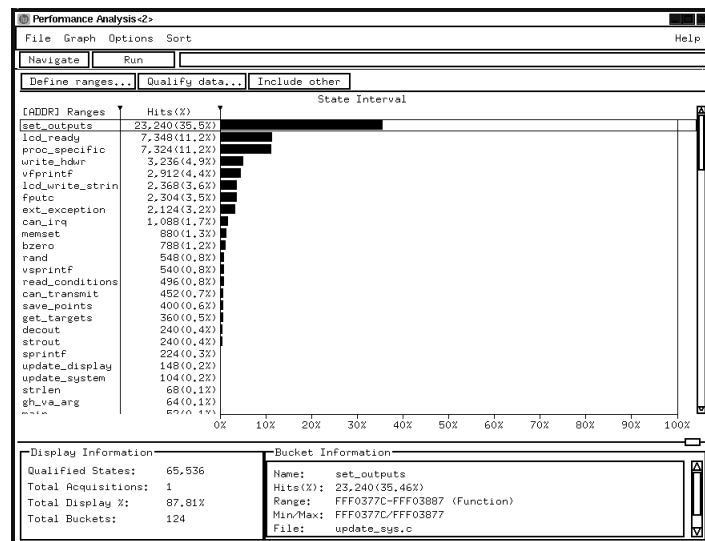 Performance Analysis<2>
File Graph Options Sort Help
Navigate Run
Define ranges... Qualify data... Include other
State Interval
[ADDR] Ranges Hits(%)
set_outputs 23,240(35.5%)
lcd_ready 7,348(11.2%)
proc_specific 7,324(11.2%)
write_hdwr 3,236(4.9%)
vfprintf 2,912(4.4%)
lcd_write_strin 2,368(3.6%)
fputc 2,304(3.5%)
ext_exception 2,124(3.2%)
can_irq 1,088(1.7%)
memset 880(1.3%)
bzero 788(1.2%)
rand 548(0.8%)
vsprintf 540(0.8%)
read_conditions 496(0.8%)
can_transmit 452(0.7%)
save_points 400(0.6%)
get_targets 360(0.5%)
decout 240(0.4%)
strout 240(0.4%)
sprintf 224(0.3%)
update_display 148(0.2%)
update_system 104(0.2%)
strlen 68(0.1%)
gh_va_arg 64(0.1%)
main 52(0.1%)
0% 10% 20% 30% 40% 50% 60% 70% 80% 90% 100%
Display Information
Qualified States: 65,536
Total Acquisitions: 1
Total Display %: 87.81%
Total Buckets: 124
Bucket Information
Name: set_outputs
Hits(%): 23,240(35.46%)
Range: FFF0377C-FFF03887 (Function)
Min/Max: FFF0377C/FFF03877
File: update_sys.c